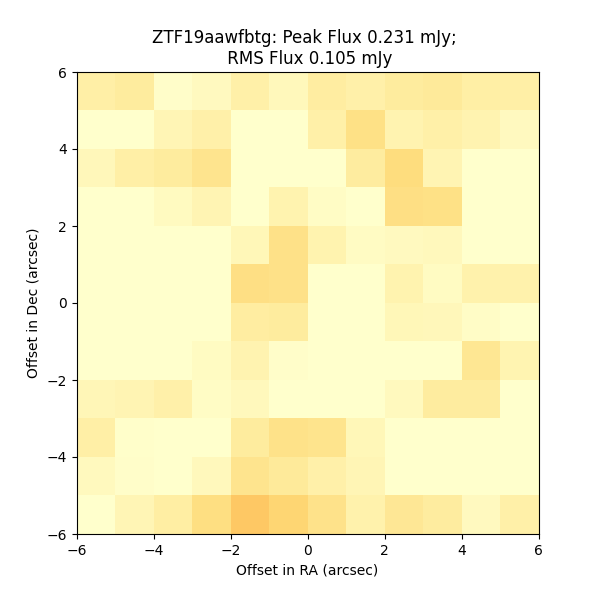 ZTF19aawfbtg: Peak Flux 0.231 mJy;
RMS Flux 0.105 mJy
6
4
2
0
−2
−4
−6
Offset in Dec (arcsec)
−6 −4 −2 0 2 4 6
Offset in RA (arcsec)